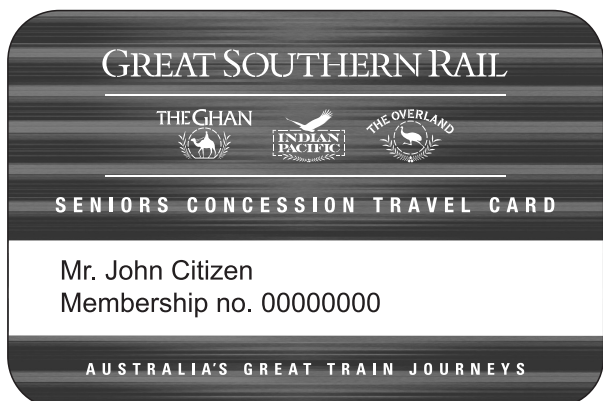 GREAT SOUTHERN RAIL
THE GHAN
INDIAN
PACIFIC
THE OVERLAND
SENIORS CONCESSION TRAVEL CARD
Mr. John Citizen
Membership no. 00000000
AUSTRALIA'S GREAT TRAIN JOURNEYS